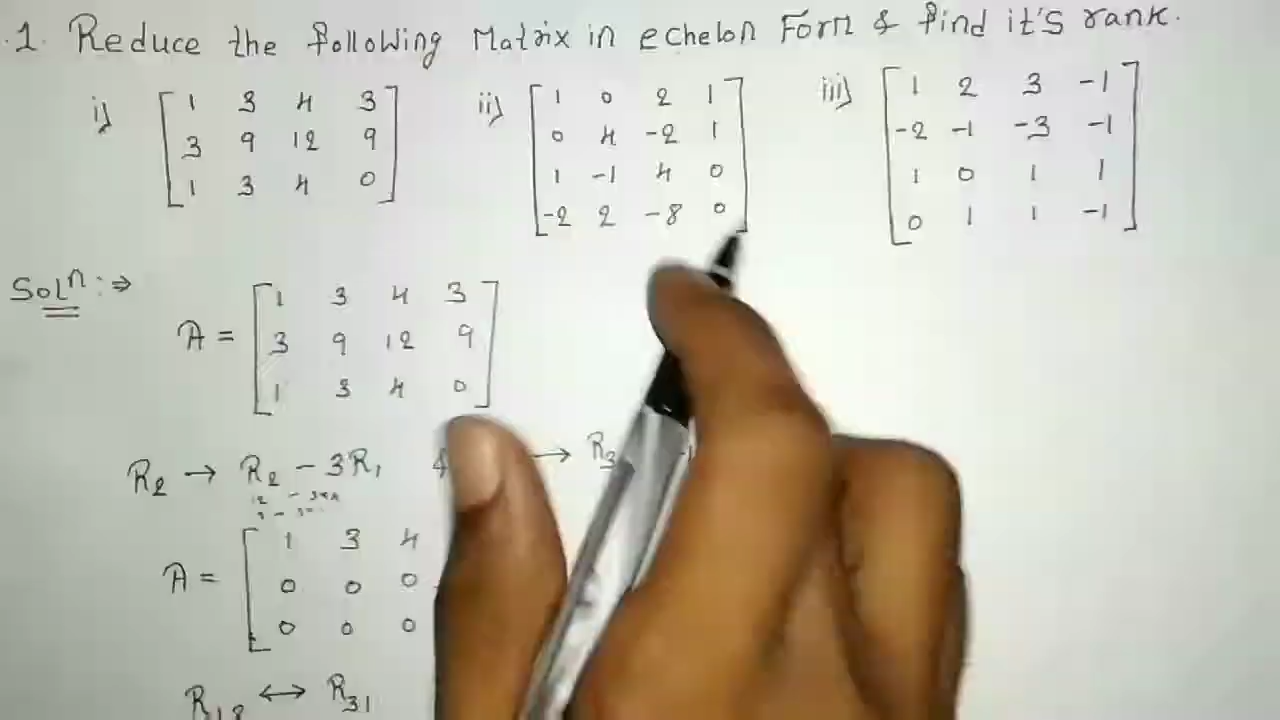 1. Reduce the following Matrix in echelon Form & find it's rank.
i) [ 1 3 4 3
3 9 12 9
1 3 4 0 ]
ii) [ 1 0 2 1
0 4 -2 1
1 -1 4 0
-2 2 -8 0 ]
iii) [ 1 2 3 -1
-2 -1 -3 -1
1 0 1 1
0 1 1 -1 ]
Solⁿ :⇒
A = [ 1 3 4 3
3 9 12 9
1 3 4 0 ]
R2 → R2 - 3R1 → R3
A = [ 1 3 4
0 0 0
0 0 0
↔ R31